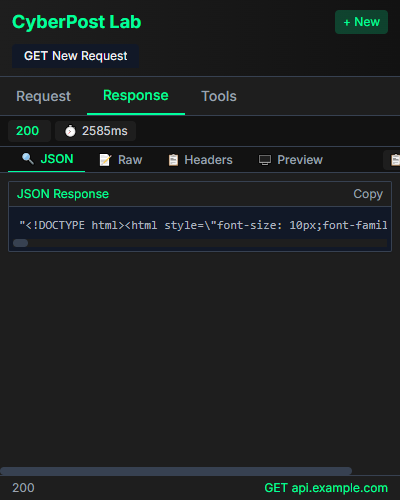 CyberPost Lab
+ New
GET New Request
Request Response Tools
200 2585ms
JSON Raw Headers Preview
JSON Response Copy
"<!DOCTYPE html><html style=\"font-size: 10px;font-famil
200 GET api.example.com